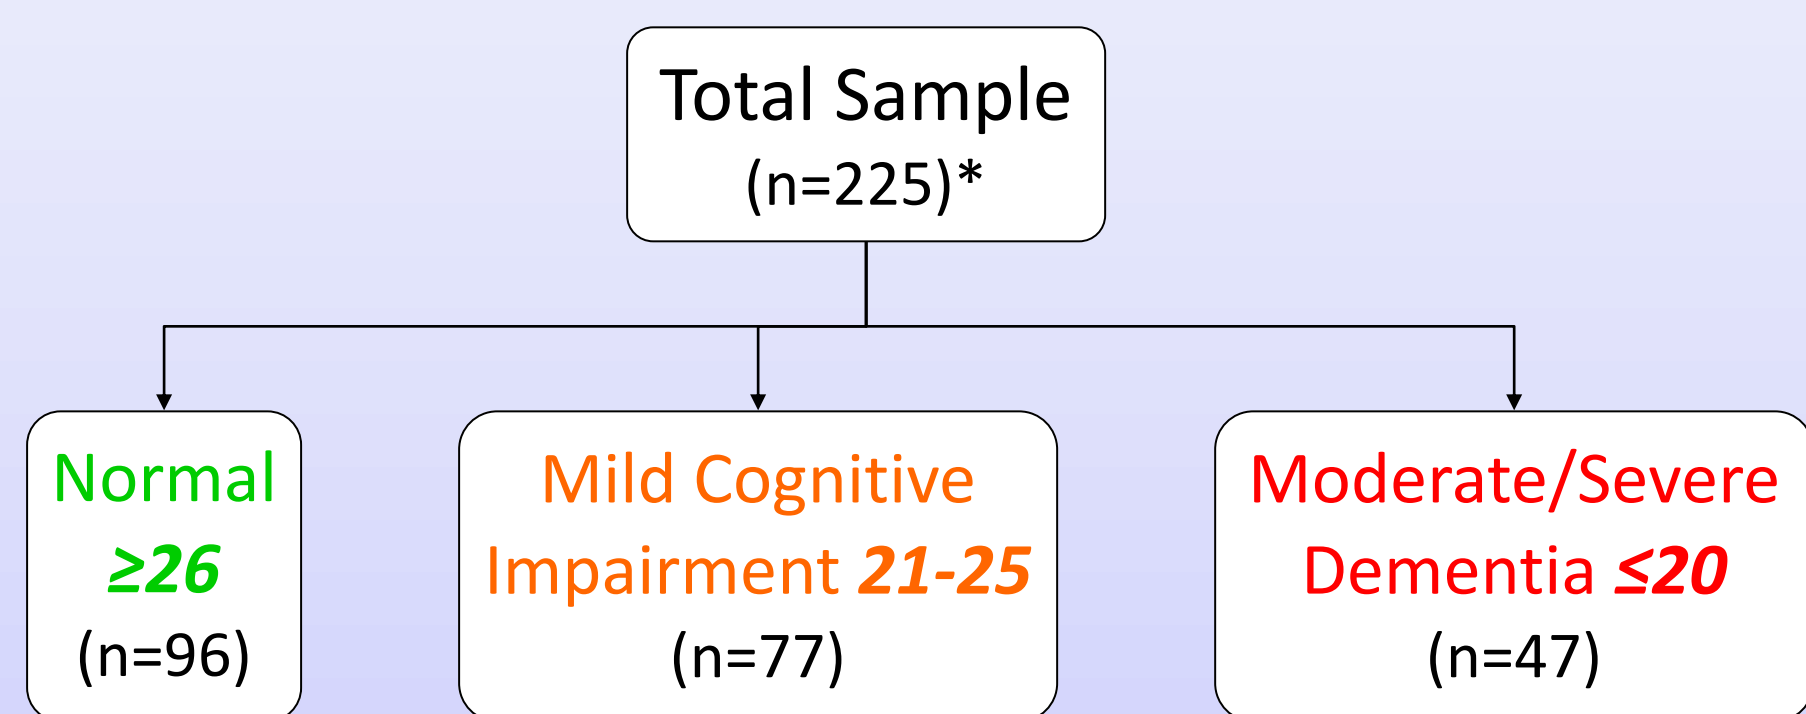 Total Sample
(n=225)*
Normal
≥26
(n=96)
Mild Cognitive
Impairment 21-25
(n=77)
Moderate/Severe
Dementia ≤20
(n=47)